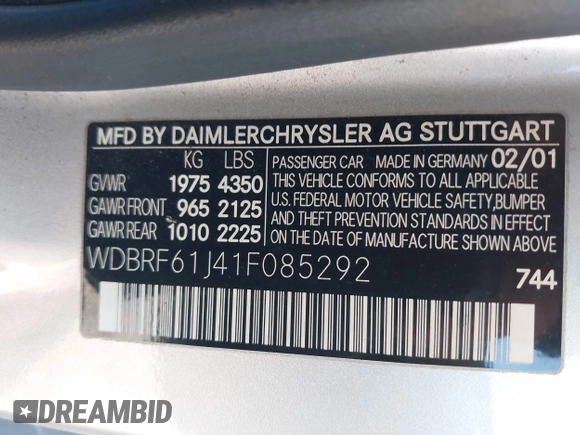 MFD BY DAIMLERCHRYSLER AG STUTTGART
KG LBS PASSENGER CAR MADE IN GERMANY 02/01
GVWR 1975 4350 THIS VEHICLE CONFORMS TO ALL APPLICABLE
GAWR FRONT 965 2125 U.S. FEDERAL MOTOR VEHICLE SAFETY,BUMPER
AND THEFT PREVENTION STANDARDS IN EFFECT
GAWR REAR 1010 2225 ON THE DATE OF MANUFACTURE SHOWN ABOVE.
WDBRF61J41F085292
744
DREAMBID